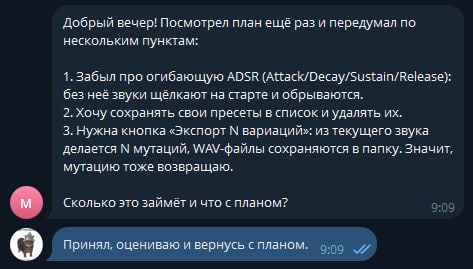 Добрый вечер! Посмотрел план ещё раз и передумал по
нескольким пунктам:
1. Забыл про огибающую ADSR (Attack/Decay/Sustain/Release):
без неё звуки щёлкают на старте и обрываются.
2. Хочу сохранять свои пресеты в список и удалять их.
3. Нужна кнопка «Экспорт N вариаций»: из текущего звука
делается N мутаций, WAV-файлы сохраняются в папку. Значит,
мутацию тоже возвращаю.
Сколько это займёт и что с планом?
М
9:09
Принял, оцениваю и вернусь с планом. 9:09